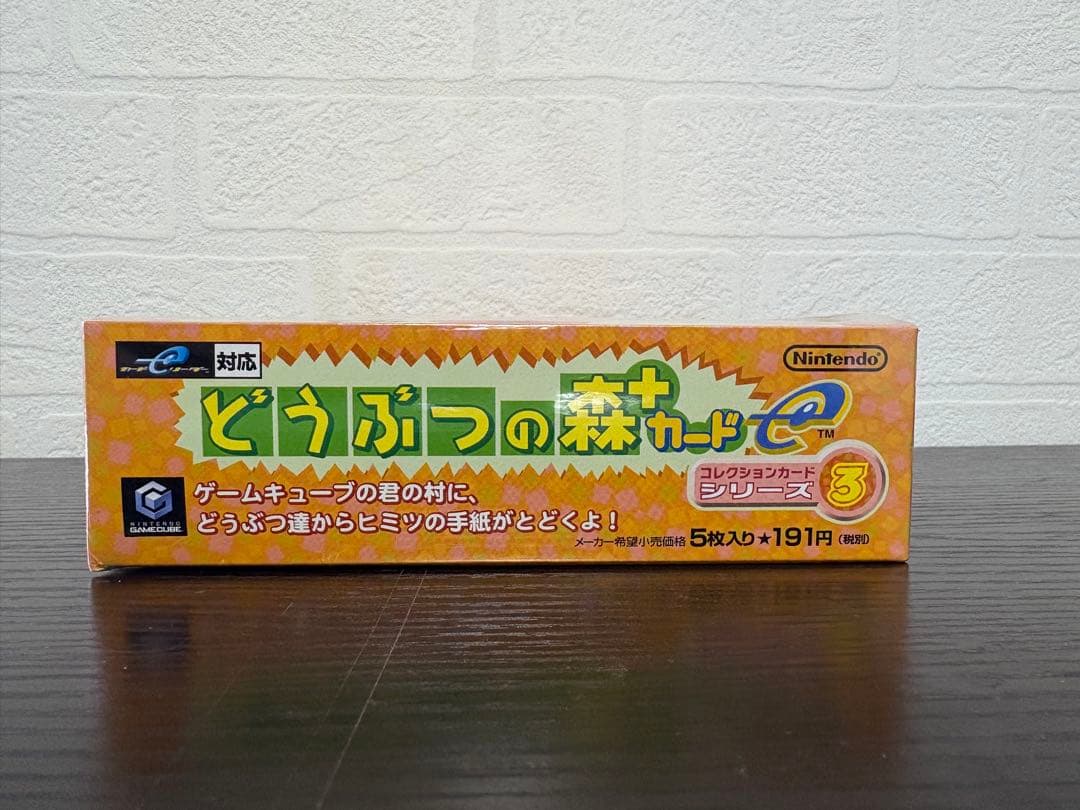 カードeリーダー 対応
Nintendo
どうぶつの森+カードe TM
コレクションカード
シリーズ3
ゲームキューブの君の村に、
どうぶつ達からヒミツの手紙がとどくよ!
NINTENDO
GAMECUBE
メーカー希望小売価格 5枚入り★191円(税別)